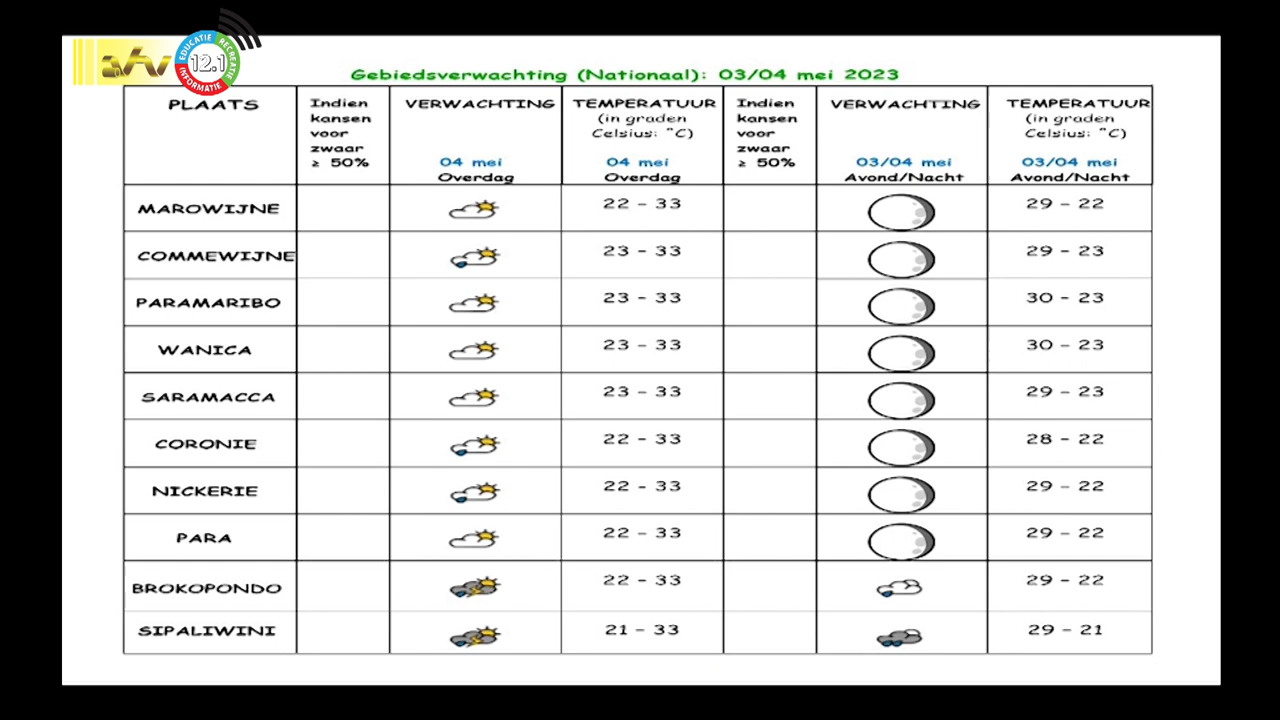 atv
EDUCATIE
RECREATIE
INFORMATIE
12.1
Gebiedsverwachting (Nationaal): 03/04 mei 2023
PLAATS
Indien
kansen
voor
zwaar
≥ 50%
VERWACHTING
04 mei
Overdag
TEMPERATUUR
(in graden
Celsius: °C)
04 mei
Overdag
Indien
kansen
voor
zwaar
≥ 50%
VERWACHTING
03/04 mei
Avond/Nacht
TEMPERATUUR
(in graden
Celsius: °C)
03/04 mei
Avond/Nacht
MAROWIJNE 22 - 33 29 - 22
COMMEWIJNE 23 - 33 29 - 23
PARAMARIBO 23 - 33 30 - 23
WANICA 23 - 33 30 - 23
SARAMACCA 23 - 33 29 - 23
CORONIE 22 - 33 28 - 22
NICKERIE 22 - 33 29 - 22
PARA 22 - 33 29 - 22
BROKOPONDO 22 - 33 29 - 22
SIPALIWINI 21 - 33 29 - 21